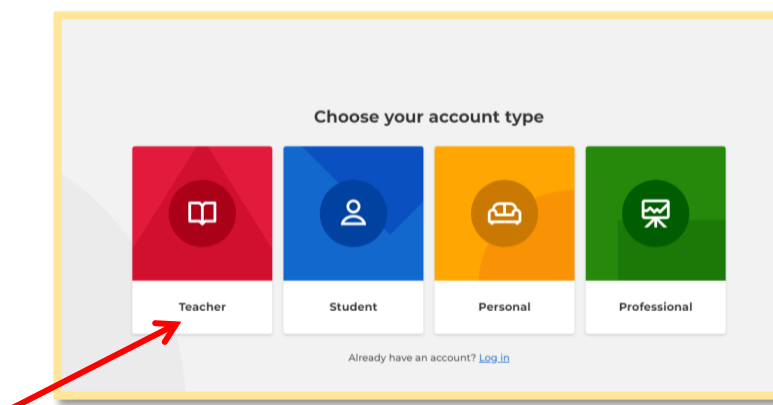 Choose your account type
Teacher Student Personal Professional
Already have an account? Log in